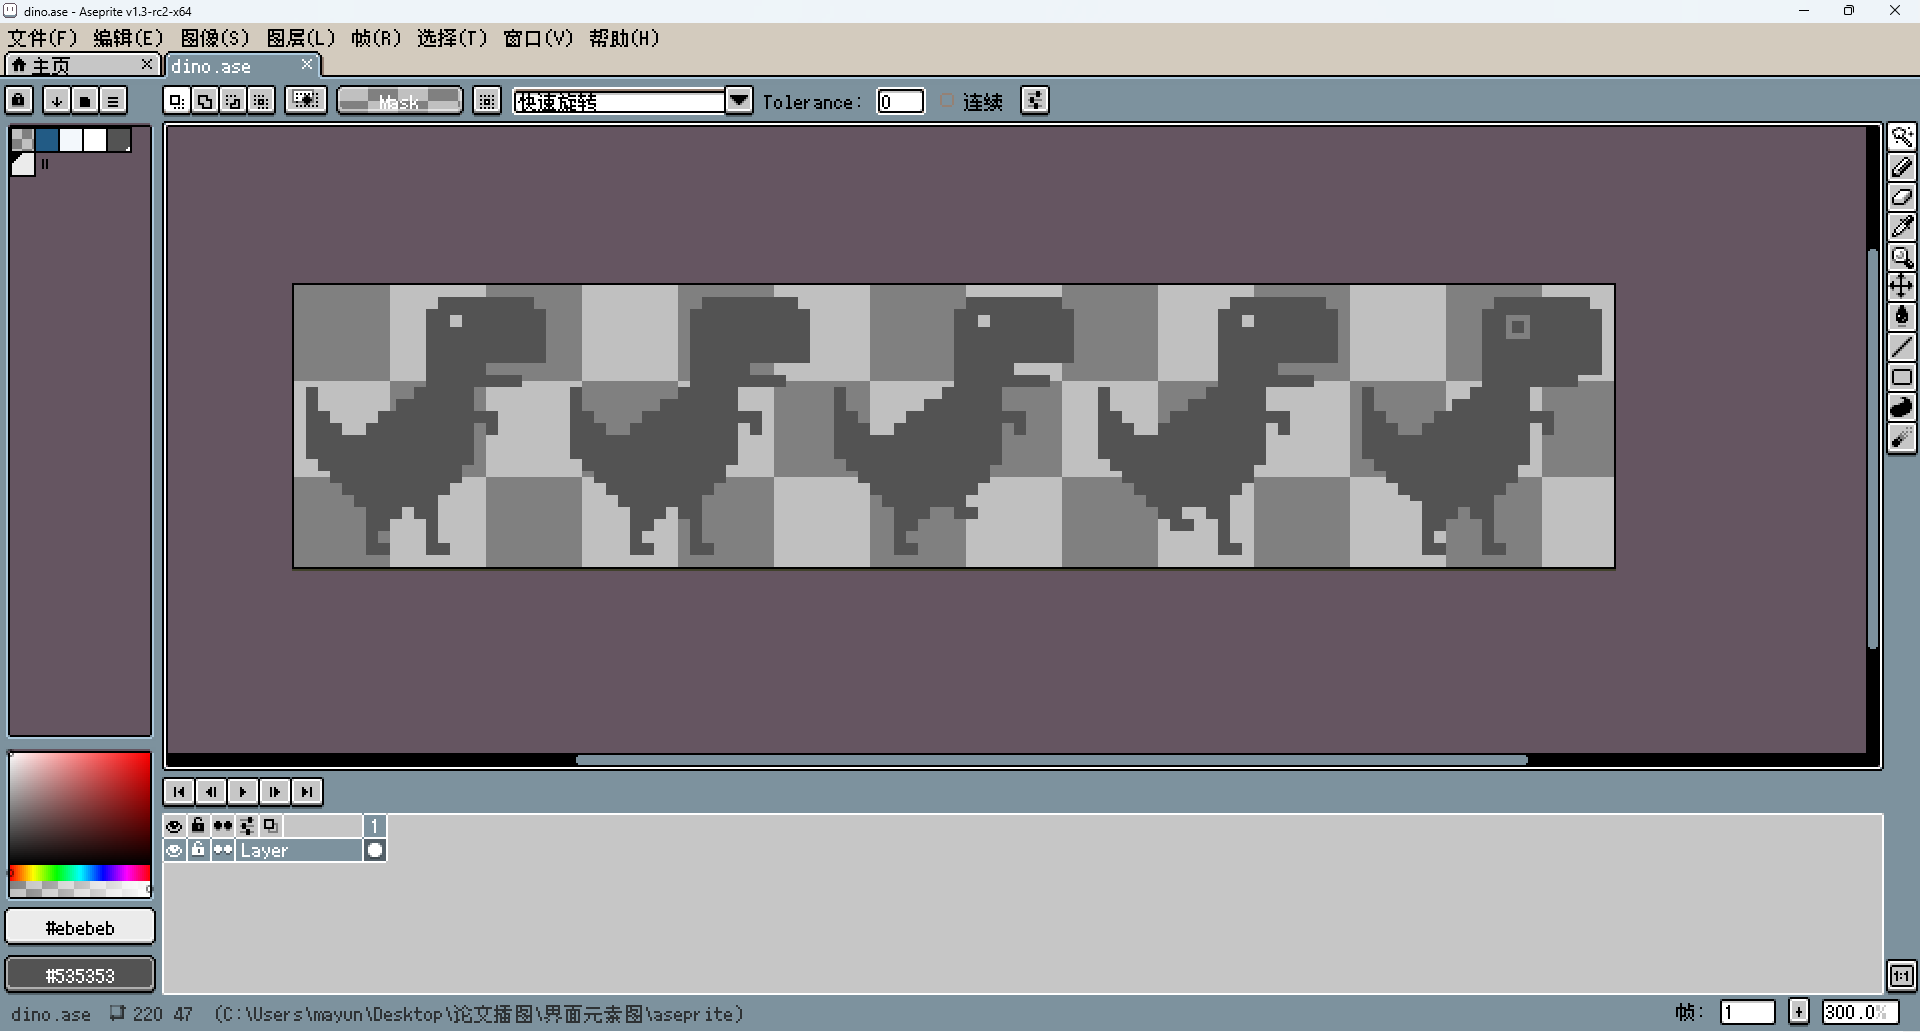 dino.ase - Aseprite v1.3-rc2-x64
文件(F) 编辑(E) 图像(S) 图层(L) 帧(R) 选择(T) 窗口(V) 帮助(H)
主页 dino.ase
Mask 快速旋转 Tolerance: 0 连续
1
Layer
#ebebeb
#535353
1:1
dino.ase 220 47 (C:\Users\mayun\Desktop\论文插图\界面元素图\aseprite) 帧: 1 + 300.0%